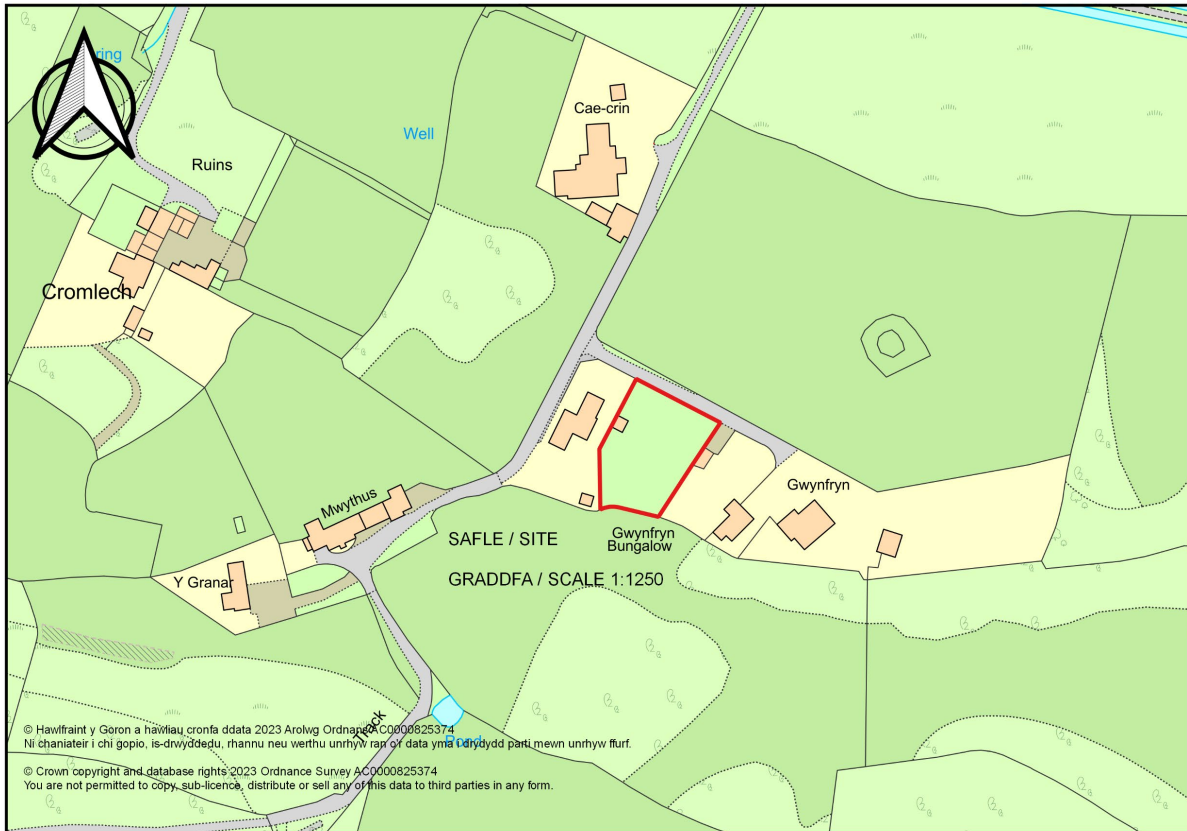 ring
Cae-crin
Well
Ruins
Cromlech
Mwythus
Gwynfryn
SAFLE / SITE
Gwynfryn
Bungalow
Y Granar
GRADDFA / SCALE 1:1250
Track
Pond
© Hawlfraint y Goron a hawliau cronfa ddata 2023 Arolwg Ordnans AC0000825374
Ni chaniateir i chi gopio, is-drwyddedu, rhannu neu werthu unrhyw ran o'r data yma i drydydd parti mewn unrhyw ffurf.
© Crown copyright and database rights 2023 Ordnance Survey AC0000825374
You are not permitted to copy, sub-licence, distribute or sell any of this data to third parties in any form.